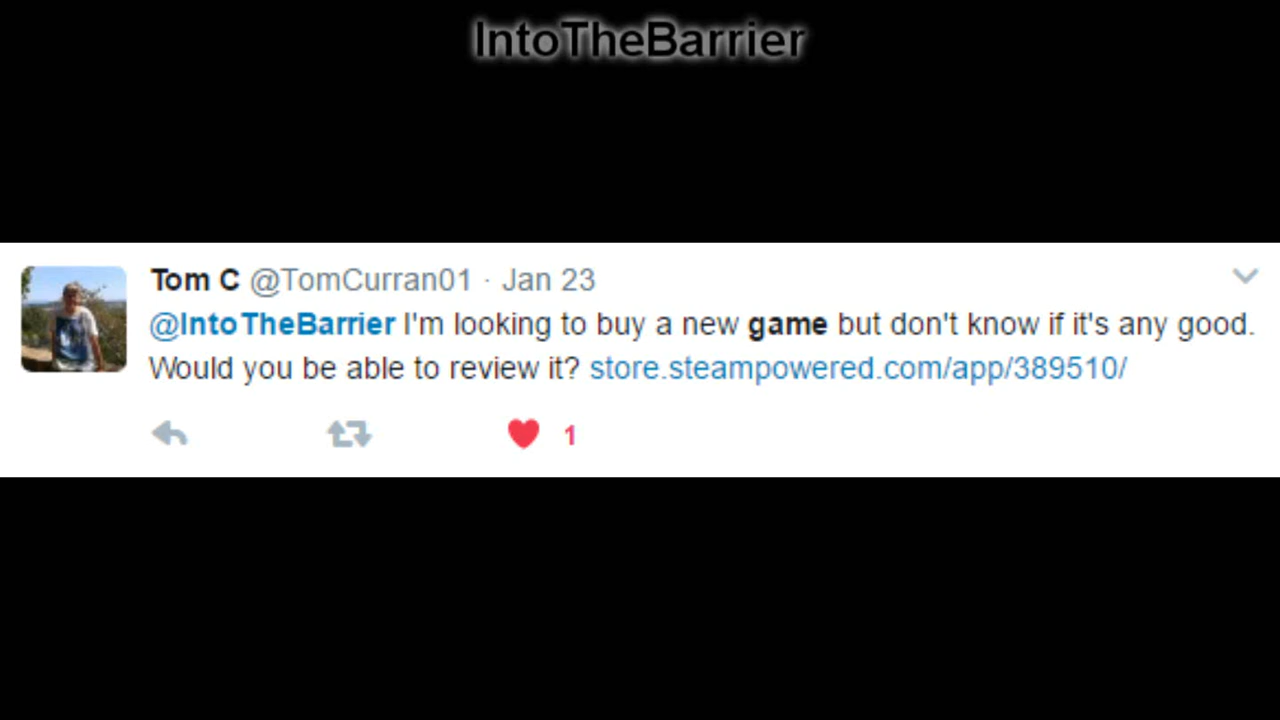 IntoTheBarrier
Tom C @TomCurran01 · Jan 23
@IntoTheBarrier I'm looking to buy a new game but don't know if it's any good.
Would you be able to review it? store.steampowered.com/app/389510/
1